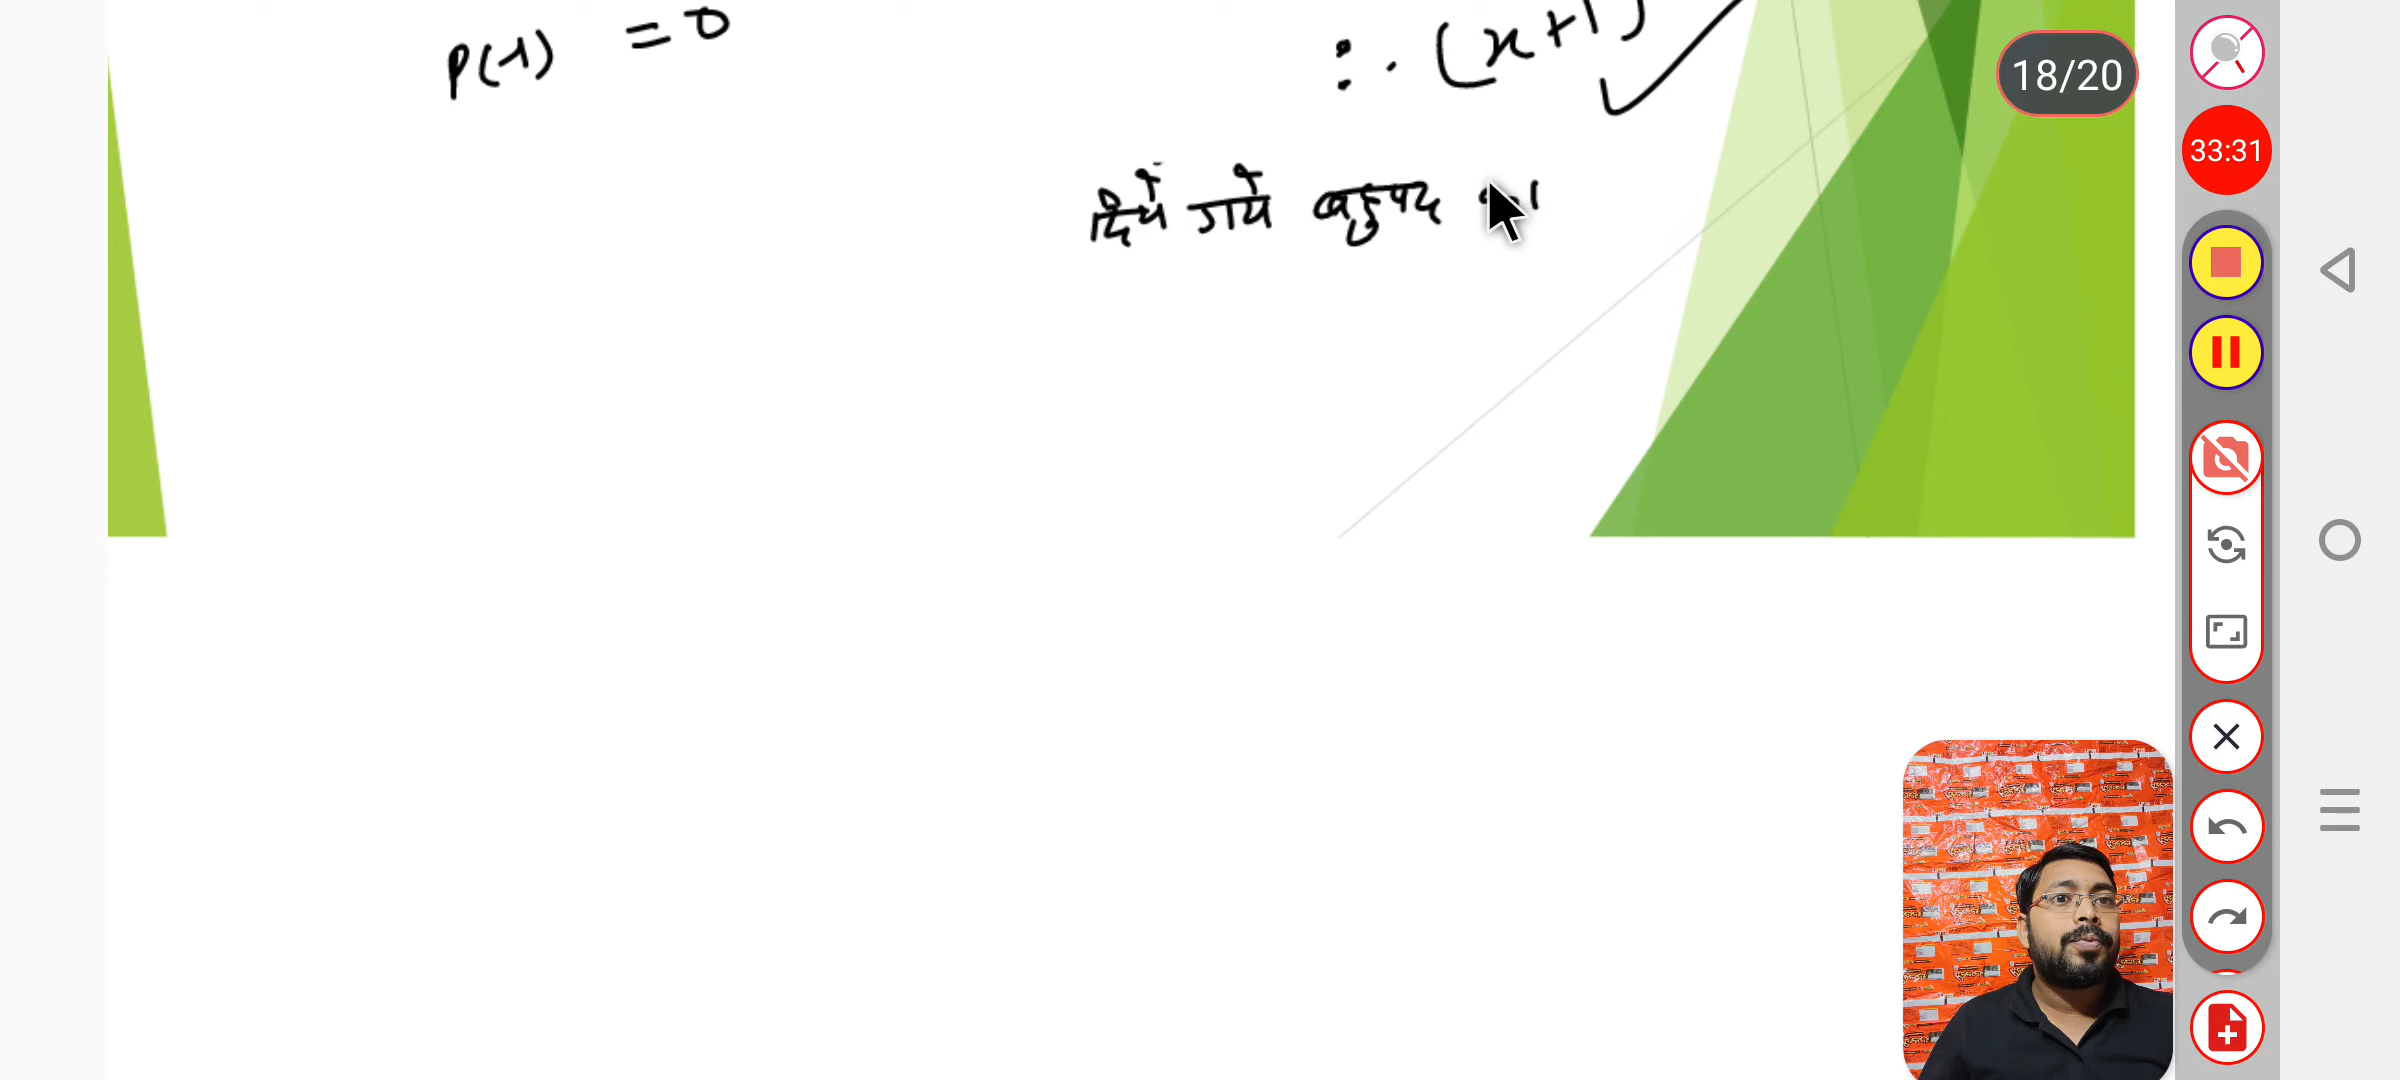 P(-1) = 0
∴ (x+1)
दिये गये बहुपद का
18/20
33:31